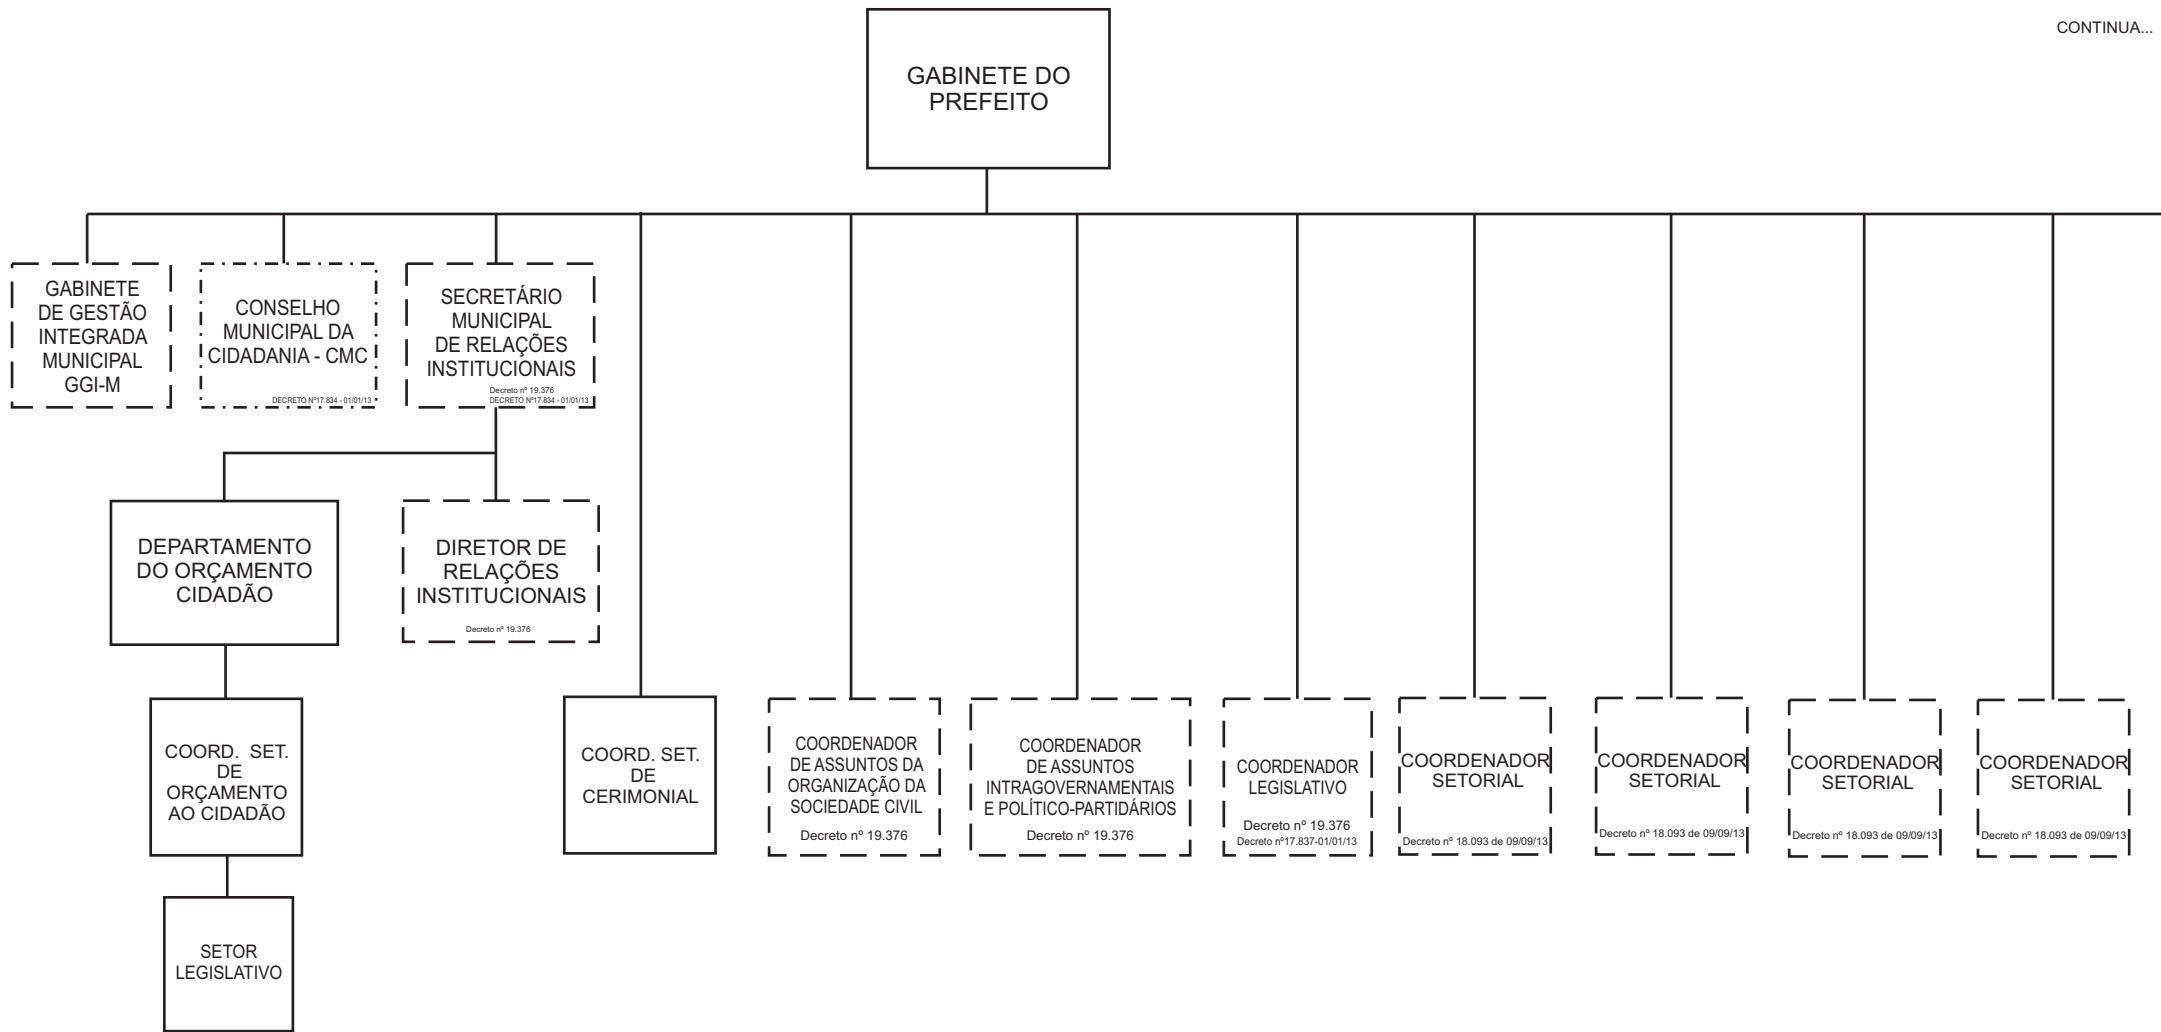 CONTINUA...
GABINETE DO
PREFEITO
GABINETE
DE GESTÃO
INTEGRADA
MUNICIPAL
GGI-M
CONSELHO
MUNICIPAL DA
CIDADANIA - CMC
DECRETO Nº17.834 - 01/01/13
SECRETÁRIO
MUNICIPAL
DE RELAÇÕES
INSTITUCIONAIS
Decreto nº 19.376
DECRETO Nº17.834 - 01/01/13
DEPARTAMENTO
DO ORÇAMENTO
CIDADÃO
DIRETOR DE
RELAÇÕES
INSTITUCIONAIS
Decreto nº 19.376
COORD. SET.
DE
ORÇAMENTO
AO CIDADÃO
COORD. SET.
DE
CERIMONIAL
COORDENADOR
DE ASSUNTOS DA
ORGANIZAÇÃO DA
SOCIEDADE CIVIL
Decreto nº 19.376
COORDENADOR
DE ASSUNTOS
INTRAGOVERNAMENTAIS
E POLÍTICO-PARTIDÁRIOS
Decreto nº 19.376
COORDENADOR
LEGISLATIVO
Decreto nº 19.376
Decreto nº17.837-01/01/13
COORDENADOR
SETORIAL
Decreto nº 18.093 de 09/09/13
COORDENADOR
SETORIAL
Decreto nº 18.093 de 09/09/13
COORDENADOR
SETORIAL
Decreto nº 18.093 de 09/09/13
COORDENADOR
SETORIAL
Decreto nº 18.093 de 09/09/13
SETOR
LEGISLATIVO